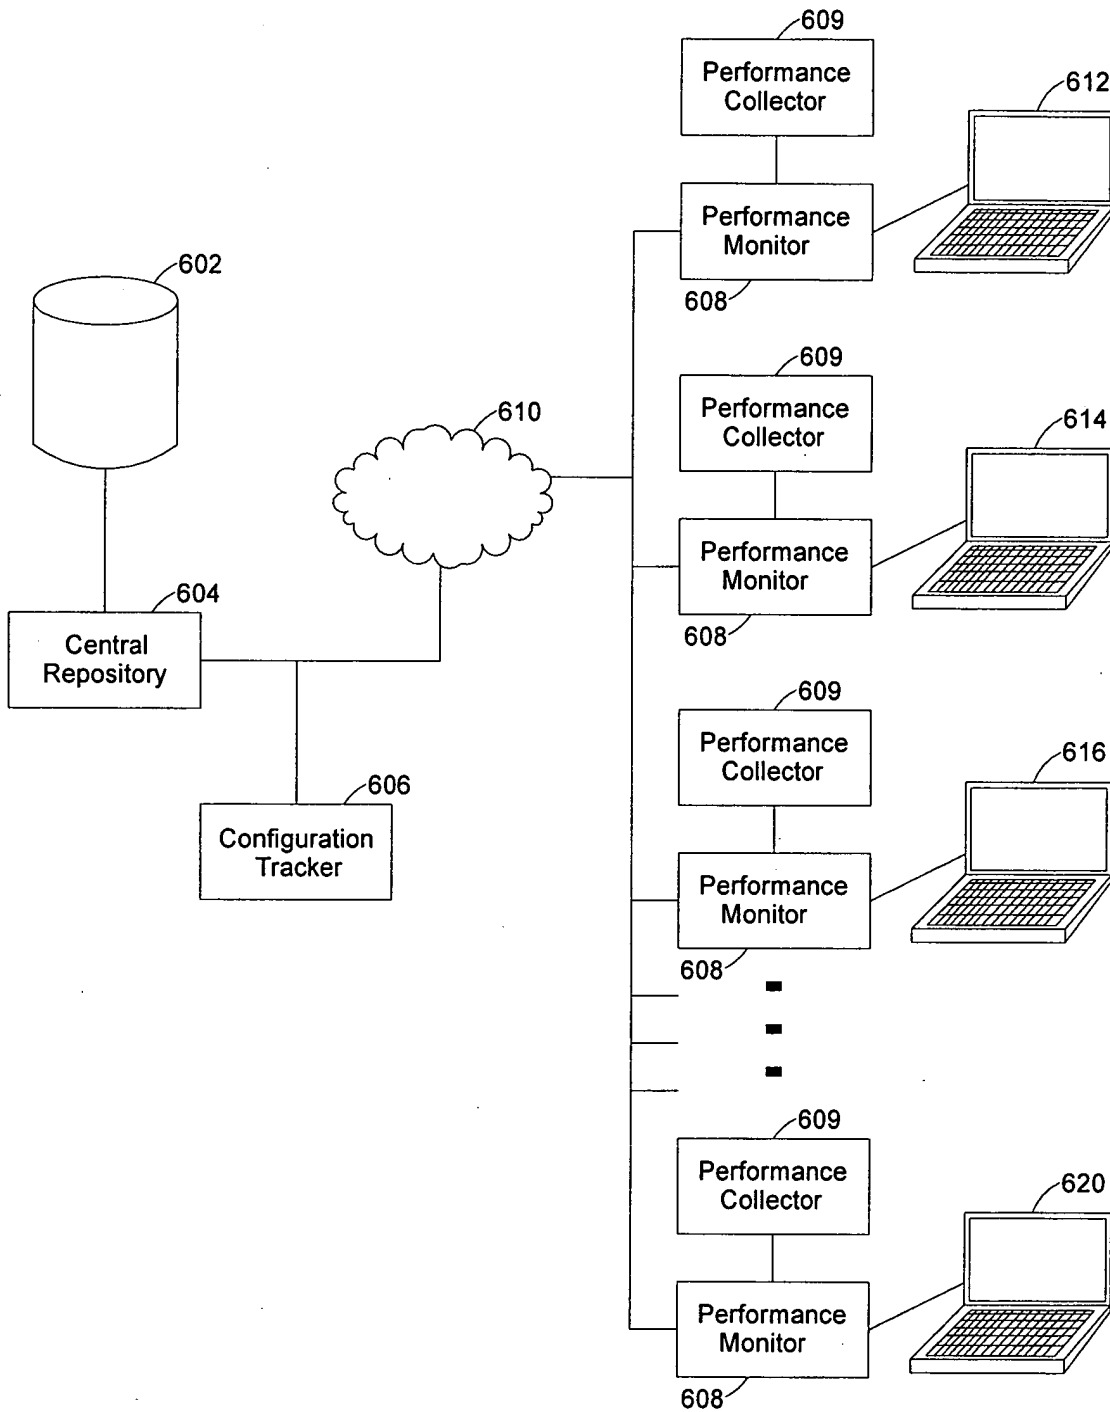 609
Performance
Collector
612
Performance
Monitor
608
602
609
Performance
Collector
614
610
Performance
Monitor
608
604
Central
Repository
609
Performance
Collector
616
606
Configuration
Tracker
Performance
Monitor
608
609
Performance
Collector
620
Performance
Monitor
608